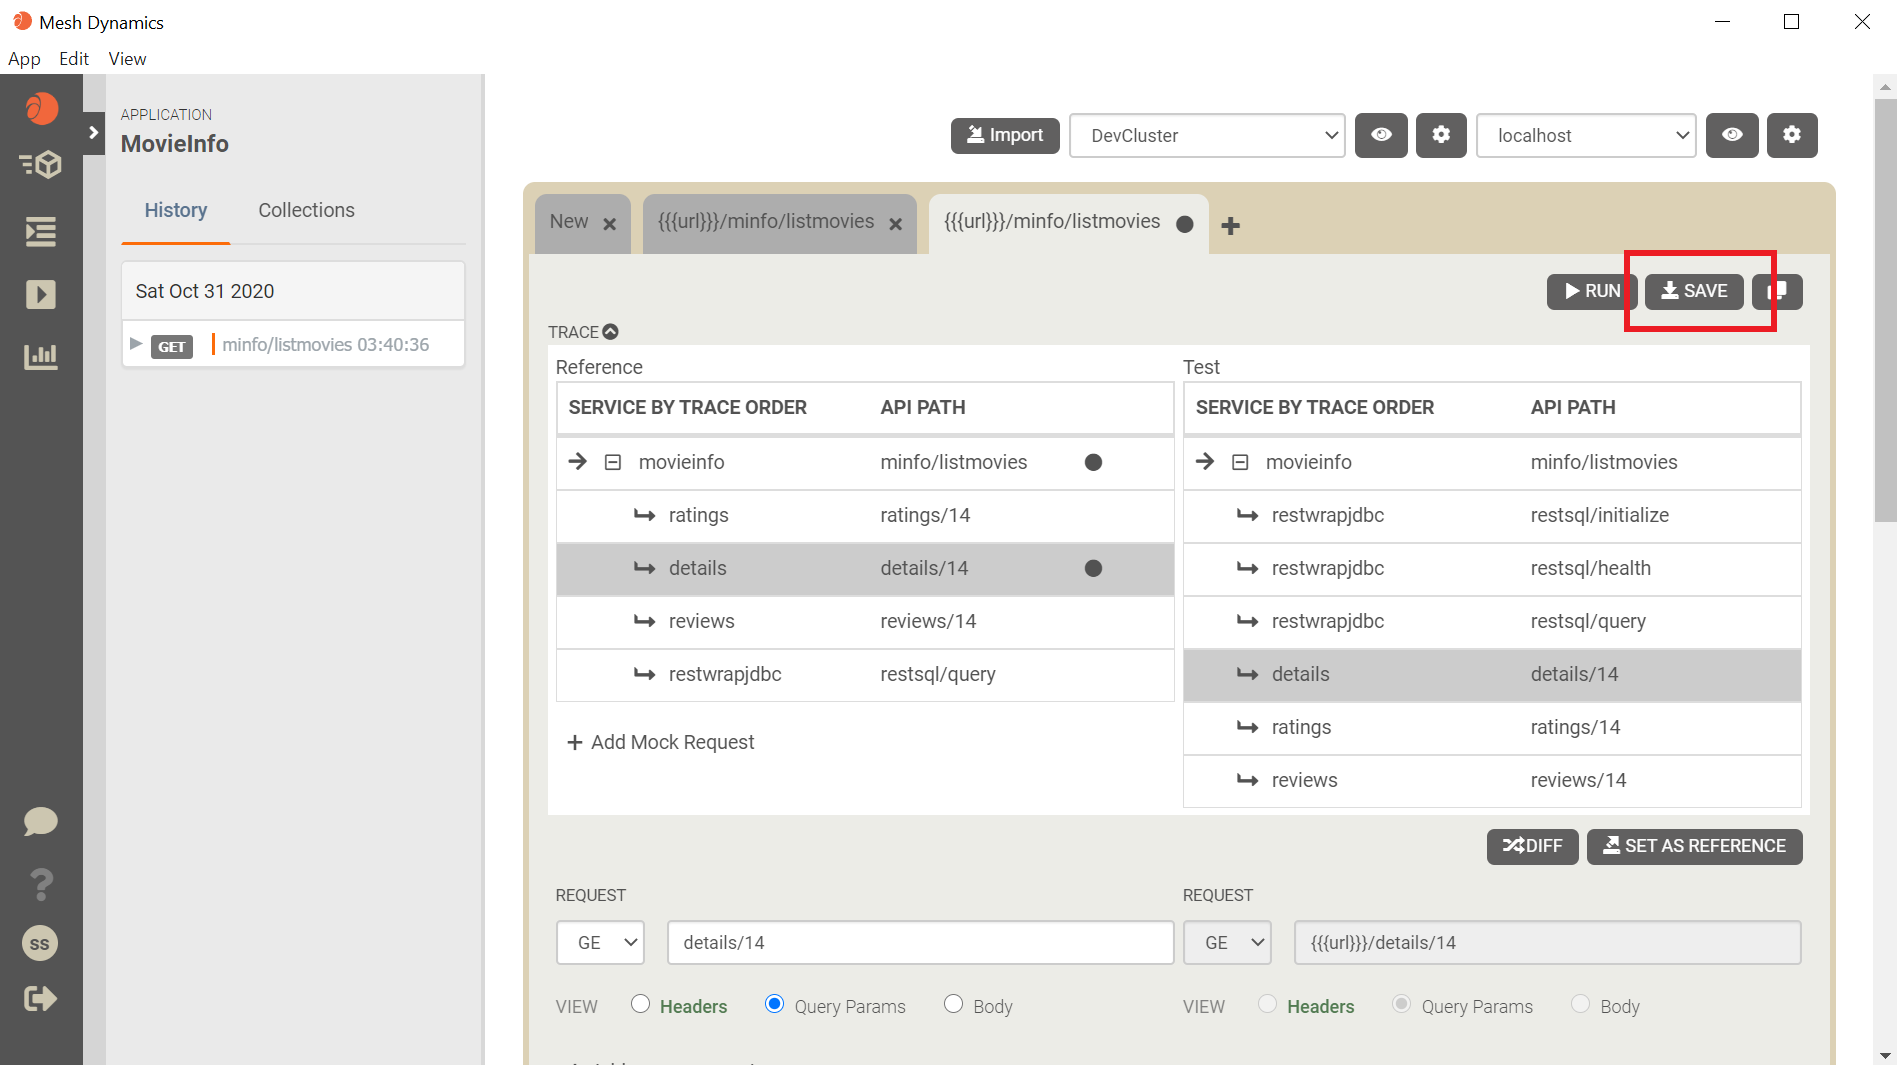 Mesh Dynamics
App Edit View
APPLICATION
MovieInfo
History Collections
Sat Oct 31 2020
GET minfo/listmovies 03:40:36
SS
Import DevCluster localhost
New {{{url}}}/minfo/listmovies {{{url}}}/minfo/listmovies
RUN SAVE
TRACE
Reference
SERVICE BY TRACE ORDER API PATH
movieinfo minfo/listmovies
ratings ratings/14
details details/14
reviews reviews/14
restwrapjdbc restsql/query
Add Mock Request
Test
SERVICE BY TRACE ORDER API PATH
movieinfo minfo/listmovies
restwrapjdbc restsql/initialize
restwrapjdbc restsql/health
restwrapjdbc restsql/query
details details/14
ratings ratings/14
reviews reviews/14
DIFF SET AS REFERENCE
REQUEST
GE details/14
VIEW Headers Query Params Body
REQUEST
GE {{{url}}}/details/14
VIEW Headers Query Params Body